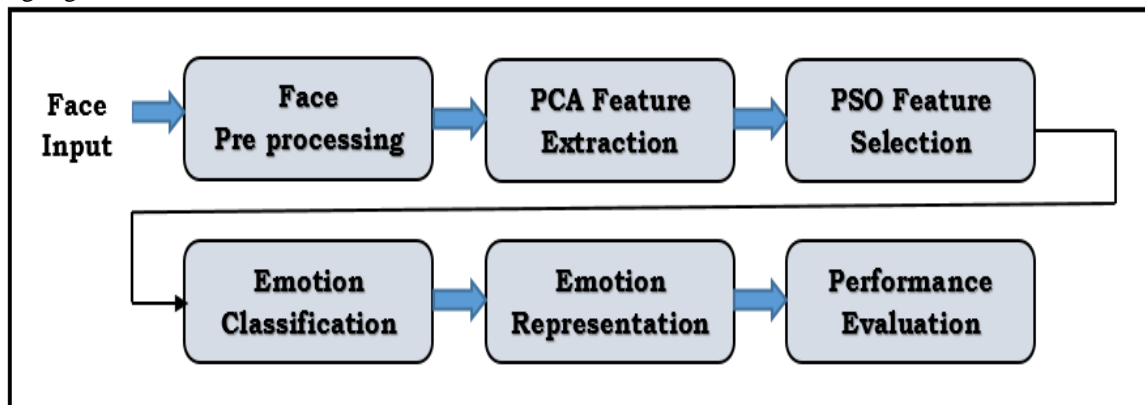 Face
Input
Face
Pre processing
PCA Feature
Extraction
PSO Feature
Selection
Emotion
Classification
Emotion
Representation
Performance
Evaluation